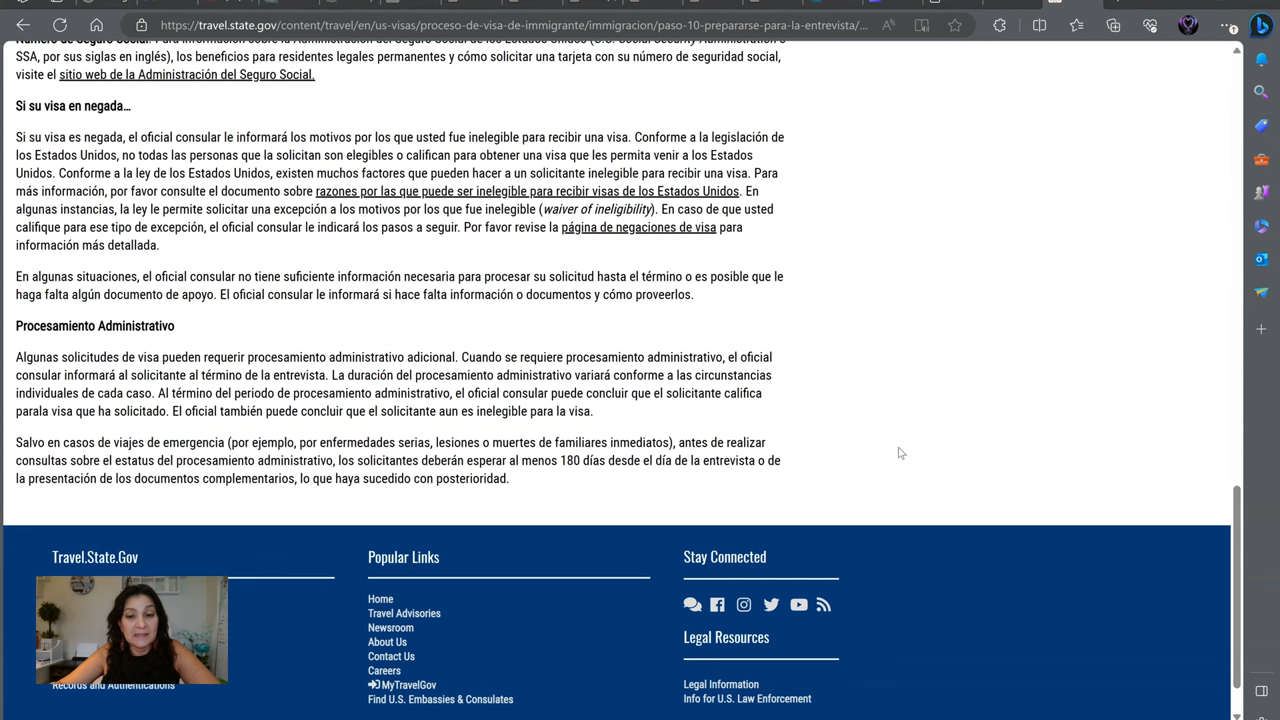 https://travel.state.gov/content/travel/en/us-visas/proceso-de-visa-de-immigrante/immigracion/paso-10-prepararse-para-la-entrevista/...
SSA, por sus siglas en inglés), los beneficios para residentes legales permanentes y cómo solicitar una tarjeta con su número de seguridad social,
visite el sitio web de la Administración del Seguro Social.
Si su visa en negada…
Si su visa es negada, el oficial consular le informará los motivos por los que usted fue inelegible para recibir una visa. Conforme a la legislación de
los Estados Unidos, no todas las personas que la solicitan son elegibles o califican para obtener una visa que les permita venir a los Estados
Unidos. Conforme a la ley de los Estados Unidos, existen muchos factores que pueden hacer a un solicitante inelegible para recibir una visa. Para
más información, por favor consulte el documento sobre razones por las que puede ser inelegible para recibir visas de los Estados Unidos. En
algunas instancias, la ley le permite solicitar una excepción a los motivos por los que fue inelegible (waiver of ineligibility). En caso de que usted
califique para ese tipo de excepción, el oficial consular le indicará los pasos a seguir. Por favor revise la página de negaciones de visa para
información más detallada.
En algunas situaciones, el oficial consular no tiene suficiente información necesaria para procesar su solicitud hasta el término o es posible que le
haga falta algún documento de apoyo. El oficial consular le informará si hace falta información o documentos y cómo proveerlos.
Procesamiento Administrativo
Algunas solicitudes de visa pueden requerir procesamiento administrativo adicional. Cuando se requiere procesamiento administrativo, el oficial
consular informará al solicitante al término de la entrevista. La duración del procesamiento administrativo variará conforme a las circunstancias
individuales de cada caso. Al término del periodo de procesamiento administrativo, el oficial consular puede concluir que el solicitante califica
parala visa que ha solicitado. El oficial también puede concluir que el solicitante aun es inelegible para la visa.
Salvo en casos de viajes de emergencia (por ejemplo, por enfermedades serias, lesiones o muertes de familiares inmediatos), antes de realizar
consultas sobre el estatus del procesamiento administrativo, los solicitantes deberán esperar al menos 180 días desde el día de la entrevista o de
la presentación de los documentos complementarios, lo que haya sucedido con posterioridad.
Travel.State.Gov
Records and Authentications
Popular Links
Home
Travel Advisories
Newsroom
About Us
Contact Us
Careers
MyTravelGov
Find U.S. Embassies & Consulates
Stay Connected
Legal Resources
Legal Information
Info for U.S. Law Enforcement